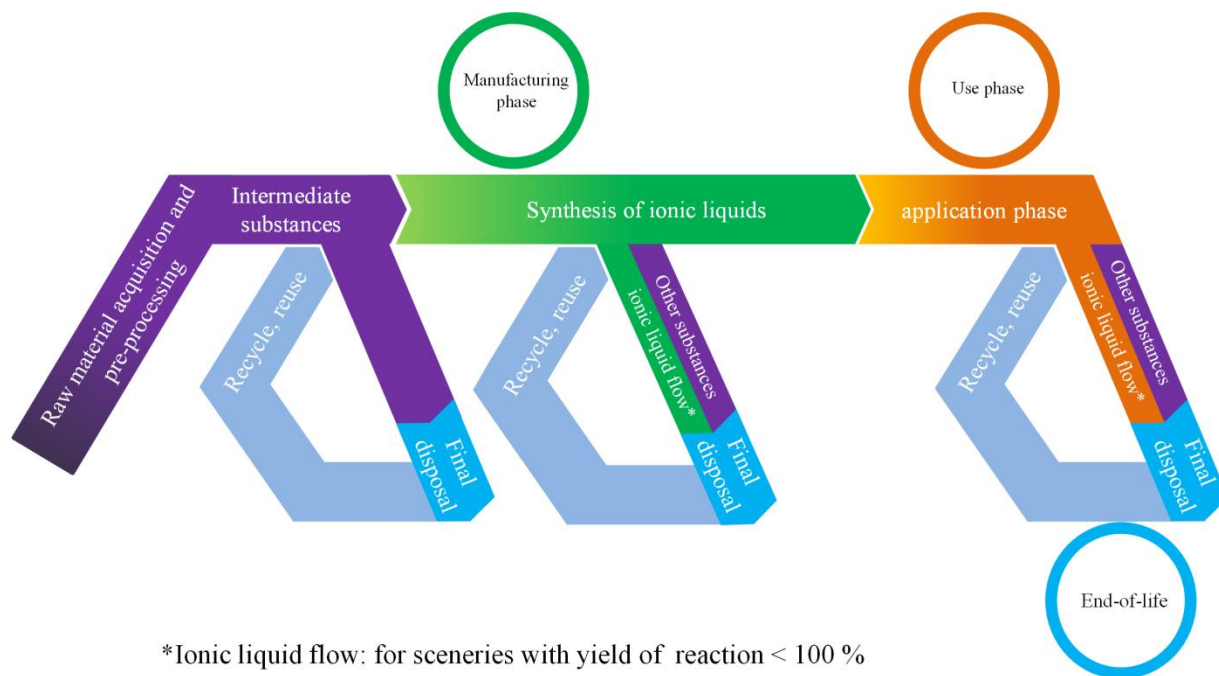 Manufacturing
phase
Use phase
Raw material acquisition and
pre-processing
Intermediate
substances
Synthesis of ionic liquids
application phase
Recycle, reuse
Final
disposal
Recycle, reuse
ionic liquid flow*
Other substances
Final
disposal
Recycle, reuse
ionic liquid flow*
Other substances
Final
disposal
End-of-life
*Ionic liquid flow: for sceneries with yield of reaction < 100 %